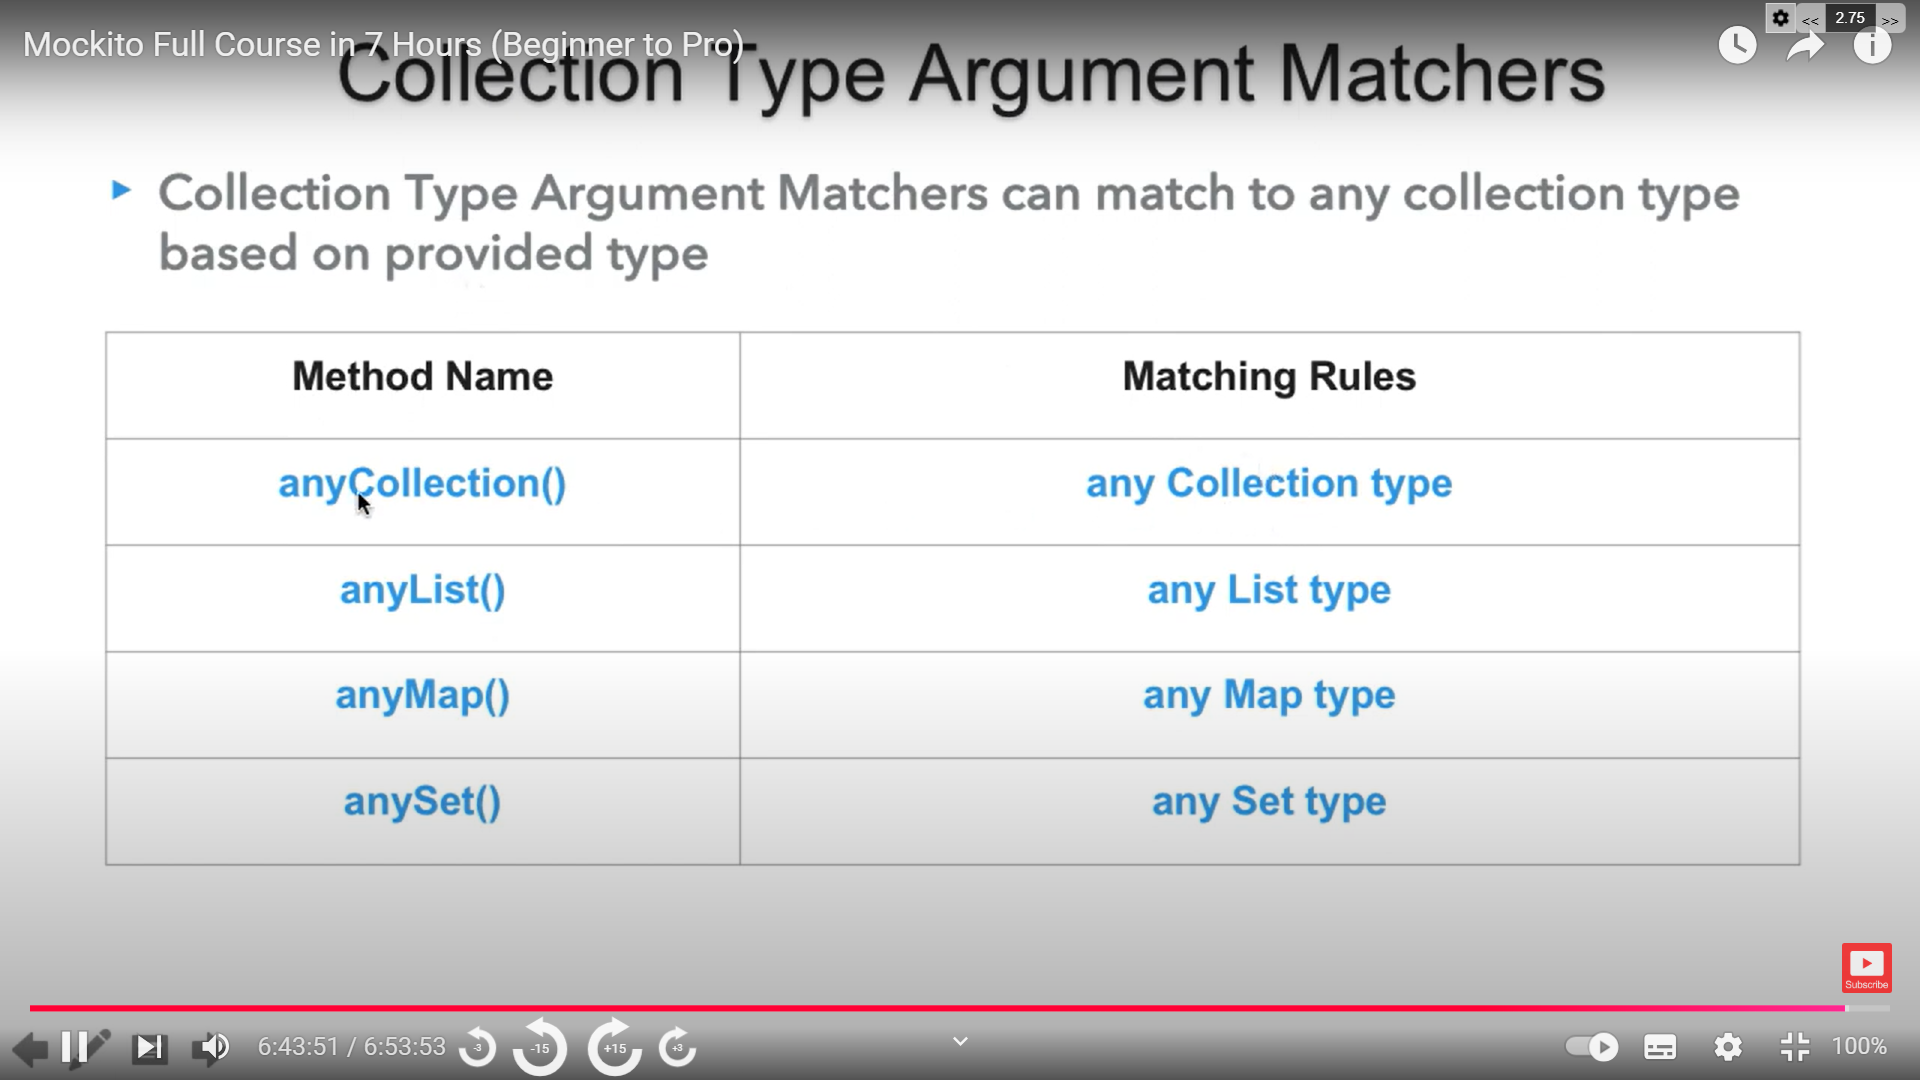 2.75
<< >>
Mockito Full Course in 7 Hours (Beginner to Pro)
Collection Type Argument Matchers
Collection Type Argument Matchers can match to any collection type
based on provided type
Method Name Matching Rules
anyCollection() any Collection type
anyList() any List type
anyMap() any Map type
anySet() any Set type
Subscribe
6:43:51 / 6:53:53 -3 -15 +15 +3 100%